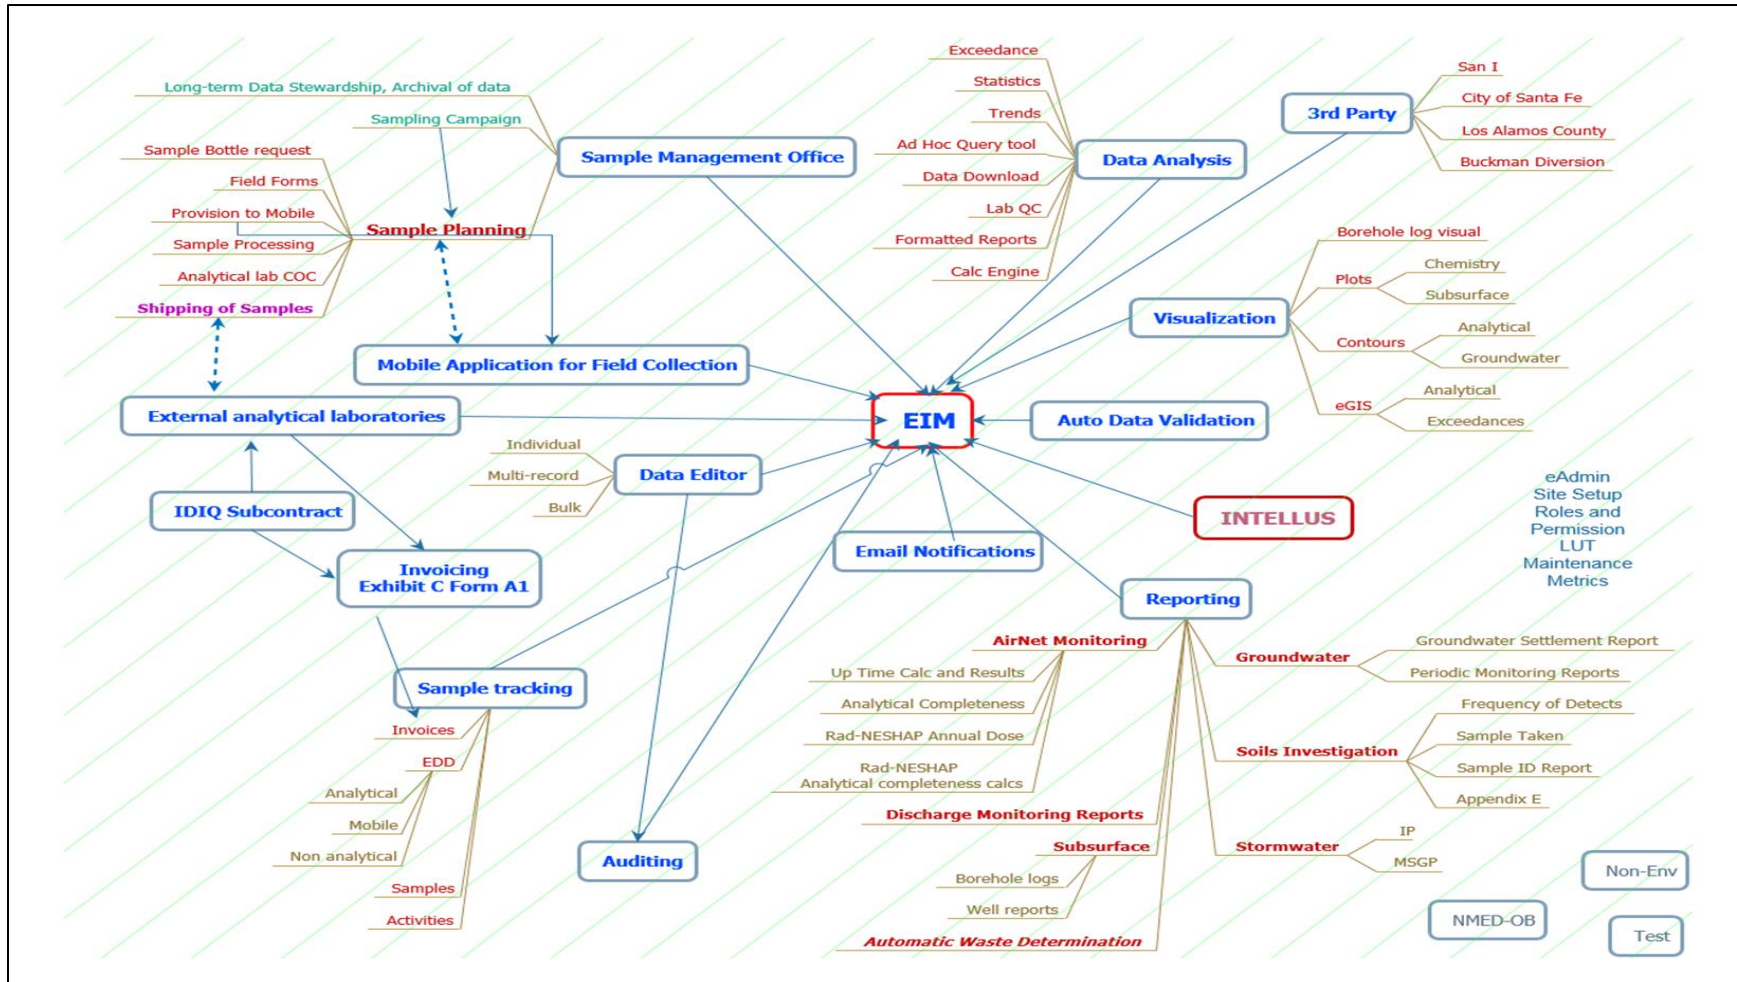 Long-term Data Stewardship, Archival of data
Sampling Campaign
Sample Management Office
Sample Bottle request
Field Forms
Provision to Mobile
Sample Processing
Analytical lab COC
Shipping of Samples
Sample Planning
Exceedance
Statistics
Trends
Ad Hoc Query tool
Data Download
Lab QC
Formatted Reports
Calc Engine
Data Analysis
3rd Party
San I
City of Santa Fe
Los Alamos County
Buckman Diversion
Visualization
Borehole log visual
Plots
Chemistry
Subsurface
Contours
Analytical
Groundwater
eGIS
Analytical
Exceedances
Mobile Application for Field Collection
External analytical laboratories
EIM
Auto Data Validation
Individual
Multi-record
Bulk
Data Editor
IDIQ Subcontract
INTELLUS
Email Notifications
eAdmin
Site Setup
Roles and
Permission
LUT
Maintenance
Metrics
Invoicing
Exhibit C Form A1
Reporting
AirNet Monitoring
Up Time Calc and Results
Analytical Completeness
Rad-NESHAP Annual Dose
Rad-NESHAP
Analytical completeness calcs
Discharge Monitoring Reports
Subsurface
Borehole logs
Well reports
Automatic Waste Determination
Groundwater
Groundwater Settlement Report
Periodic Monitoring Reports
Soils Investigation
Frequency of Detects
Sample Taken
Sample ID Report
Appendix E
Stormwater
IP
MSGP
Sample tracking
Invoices
EDD
Analytical
Mobile
Non analytical
Samples
Activities
Auditing
Non-Env
NMED-OB
Test